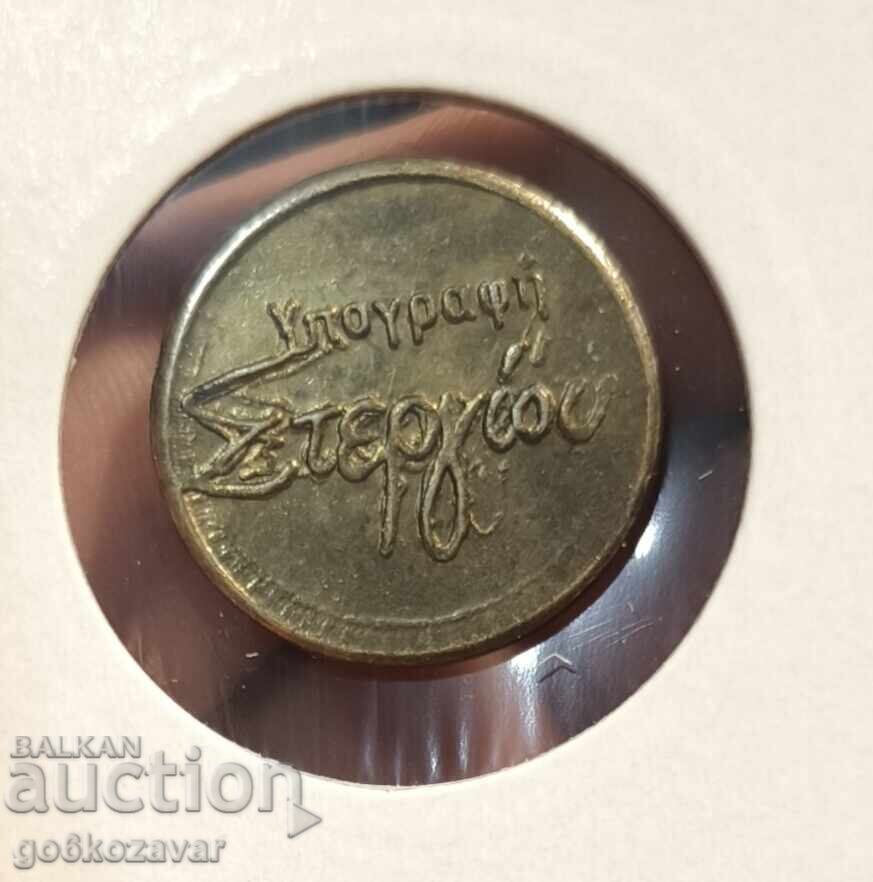 Υπογραφή
Στεργίου
BALKAN
auction
go6kozavar